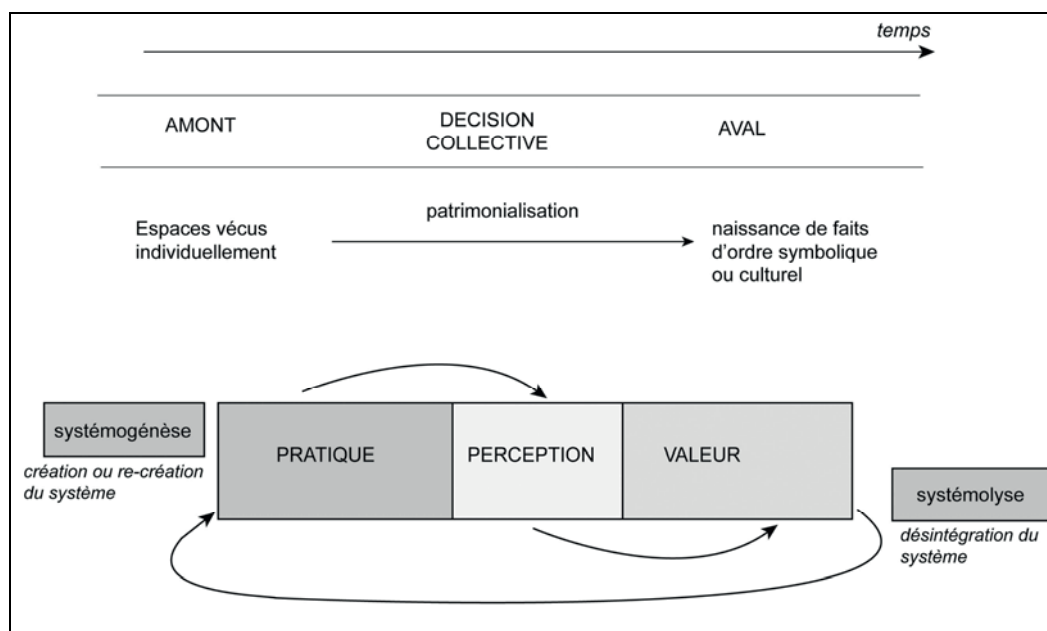 temps
AMONT
DECISION
COLLECTIVE
AVAL
patrimonialisation
Espaces vécus
individuellement
naissance de faits
d'ordre symbolique
ou culturel
systémogénèse
création ou re-création
du système
PRATIQUE
PERCEPTION
VALEUR
systémolyse
désintégration du
système